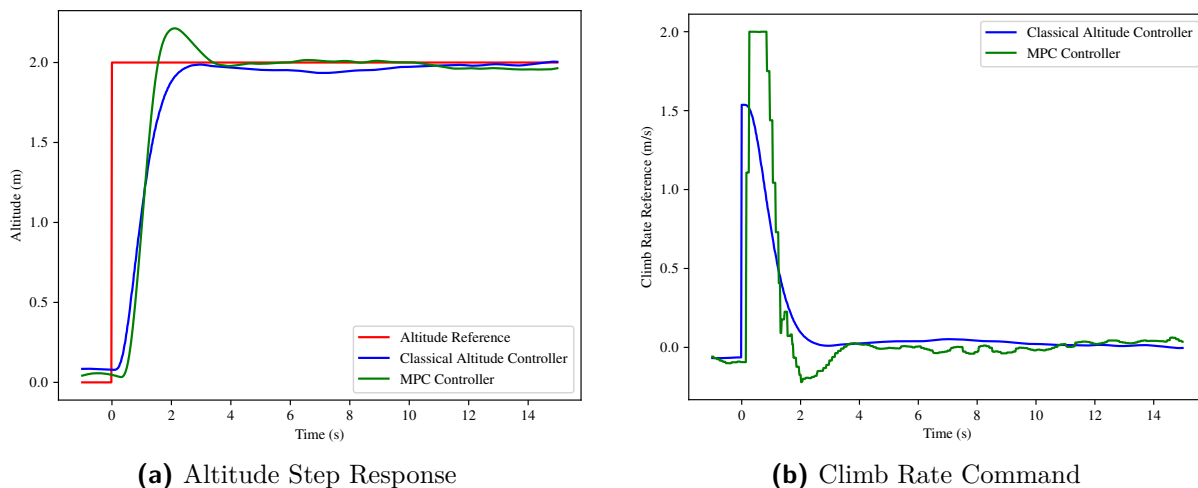 2.0
1.5
1.0
0.5
0.0
Altitude (m)
0 2 4 6 8 10 12 14
Time (s)
Altitude Reference
Classical Altitude Controller
MPC Controller
(a) Altitude Step Response
2.0
1.5
1.0
0.5
0.0
Climb Rate Reference (m/s)
0 2 4 6 8 10 12 14
Time (s)
Classical Altitude Controller
MPC Controller
(b) Climb Rate Command